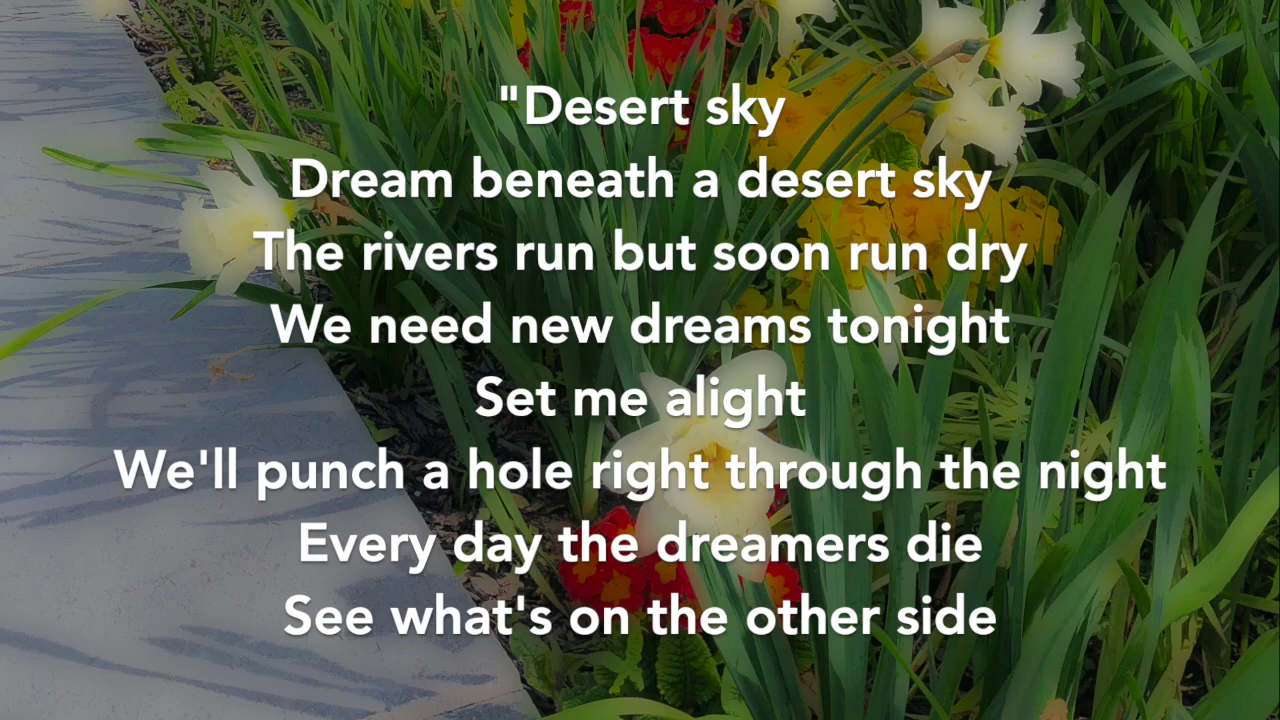 "Desert sky
Dream beneath a desert sky
The rivers run but soon run dry
We need new dreams tonight
Set me alight
We'll punch a hole right through the night
Every day the dreamers die
See what's on the other side